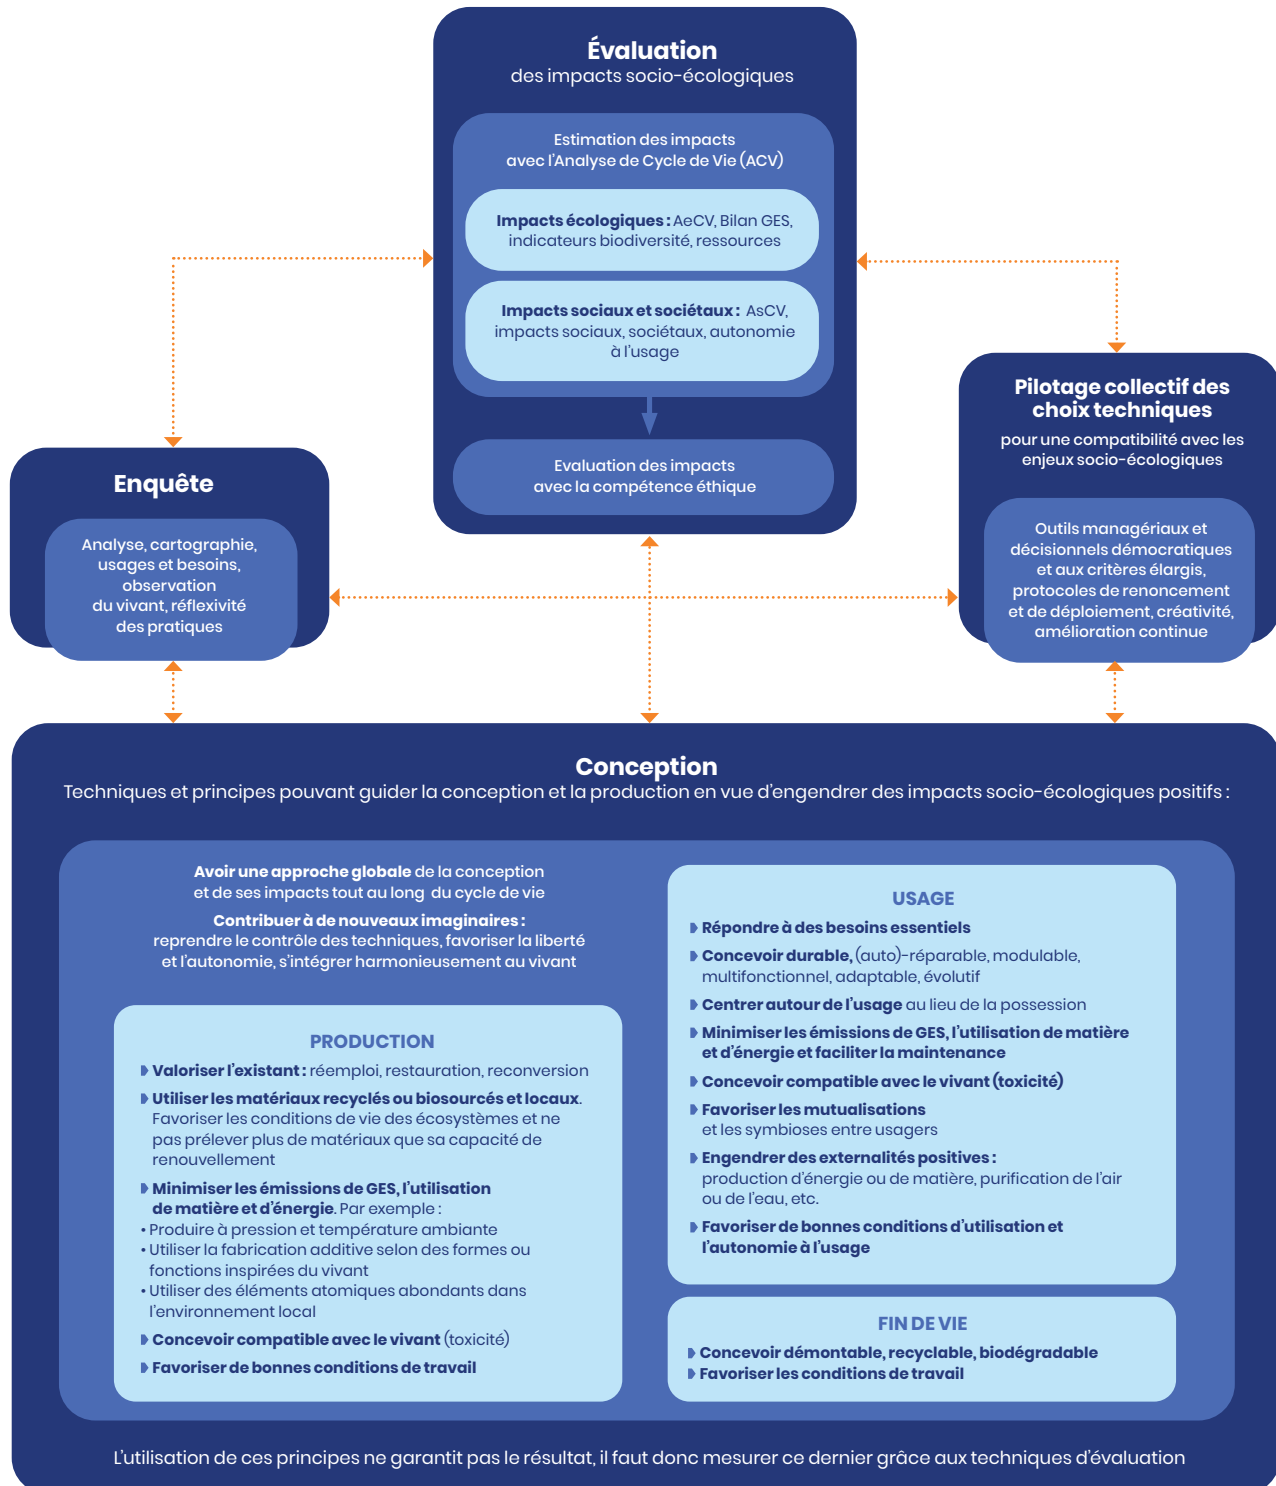 Évaluation
des impacts socio-écologiques
Estimation des impacts
avec l'Analyse de Cycle de Vie (ACV)
Impacts écologiques : AeCV, Bilan GES,
indicateurs biodiversité, ressources
Impacts sociaux et sociétaux : AsCV,
impacts sociaux, sociétaux, autonomie
à l'usage
Evaluation des impacts
avec la compétence éthique
Pilotage collectif des
choix techniques
pour une compatibilité avec les
enjeux socio-écologiques
Outils managériaux et
décisionnels démocratiques
et aux critères élargis,
protocoles de renoncement
et de déploiement, créativité,
amélioration continue
Enquête
Analyse, cartographie,
usages et besoins,
observation
du vivant, réflexivité
des pratiques
Conception
Techniques et principes pouvant guider la conception et la production en vue d'engendrer des impacts socio-écologiques positifs :
Avoir une approche globale de la conception
et de ses impacts tout au long du cycle de vie
Contribuer à de nouveaux imaginaires :
reprendre le contrôle des techniques, favoriser la liberté
et l'autonomie, s'intégrer harmonieusement au vivant
PRODUCTION
Valoriser l'existant : réemploi, restauration, reconversion
Utiliser les matériaux recyclés ou biosourcés et locaux.
Favoriser les conditions de vie des écosystèmes et ne
pas prélever plus de matériaux que sa capacité de
renouvellement
Minimiser les émissions de GES, l'utilisation
de matière et d'énergie. Par exemple :
• Produire à pression et température ambiante
• Utiliser la fabrication additive selon des formes ou
fonctions inspirées du vivant
• Utiliser des éléments atomiques abondants dans
l'environnement local
Concevoir compatible avec le vivant (toxicité)
Favoriser de bonnes conditions de travail
USAGE
Répondre à des besoins essentiels
Concevoir durable, (auto)-réparable, modulable,
multifonctionnel, adaptable, évolutif
Centrer autour de l'usage au lieu de la possession
Minimiser les émissions de GES, l'utilisation de matière
et d'énergie et faciliter la maintenance
Concevoir compatible avec le vivant (toxicité)
Favoriser les mutualisations
et les symbioses entre usagers
Engendrer des externalités positives :
production d'énergie ou de matière, purification de l'air
ou de l'eau, etc.
Favoriser de bonnes conditions d'utilisation et
l'autonomie à l'usage
FIN DE VIE
Concevoir démontable, recyclable, biodégradable
Favoriser les conditions de travail
L'utilisation de ces principes ne garantit pas le résultat, il faut donc mesurer ce dernier grâce aux techniques d'évaluation